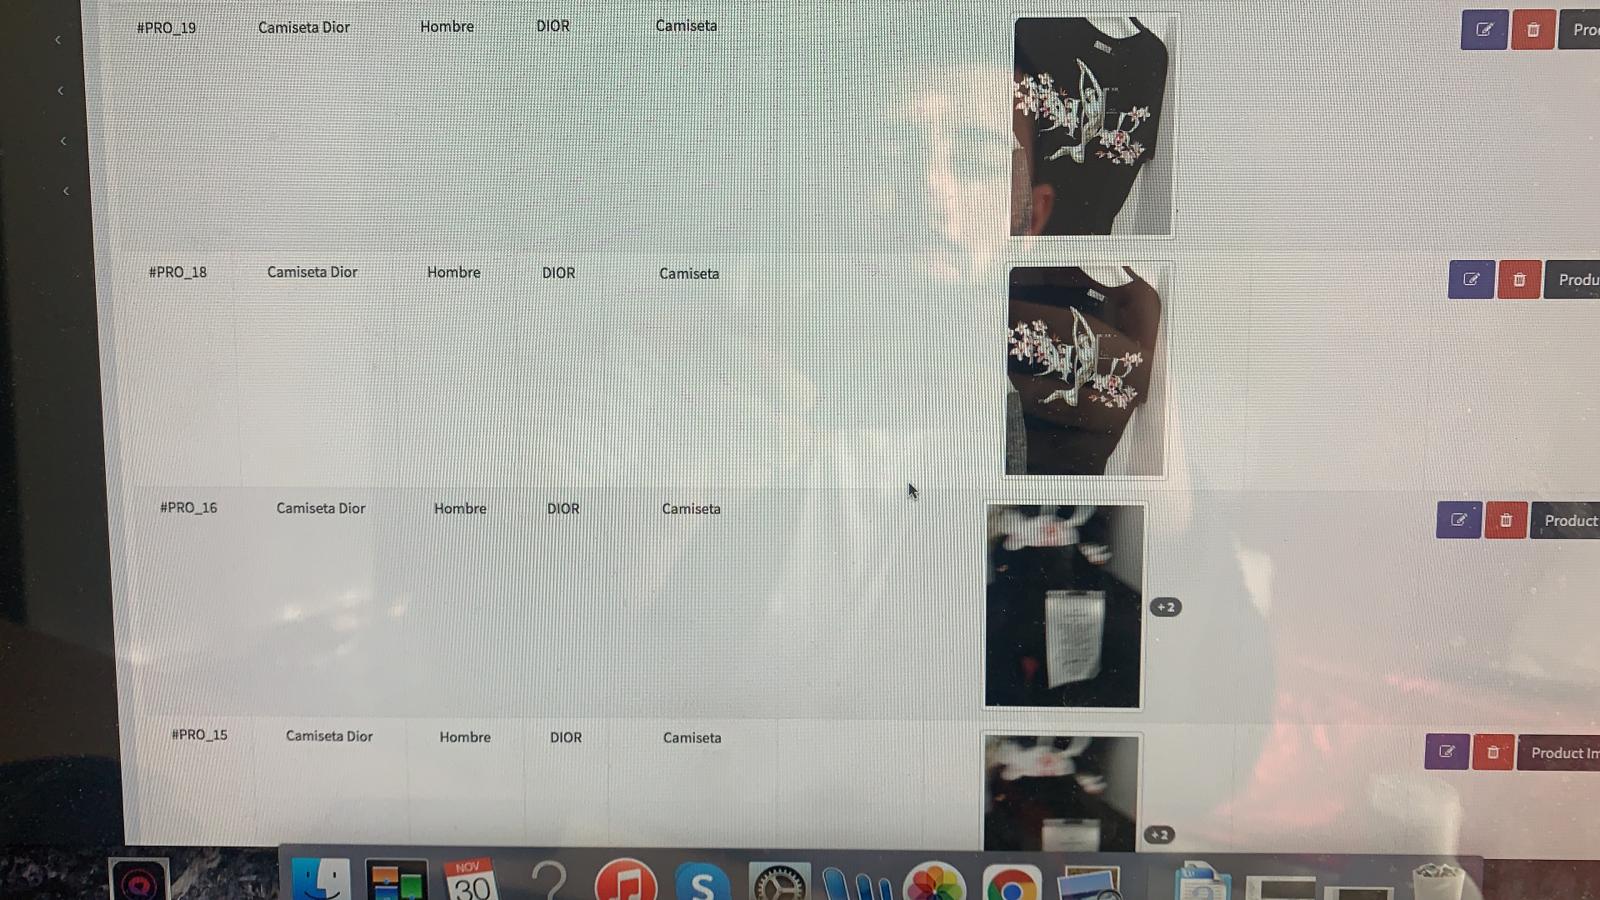 #PRO_19 Camiseta Dior Hombre DIOR Camiseta Pro
#PRO_18 Camiseta Dior Hombre DIOR Camiseta Produ
#PRO_16 Camiseta Dior Hombre DIOR Camiseta Product
+2
#PRO_15 Camiseta Dior Hombre DIOR Camiseta Product Im
+2
NOV
30